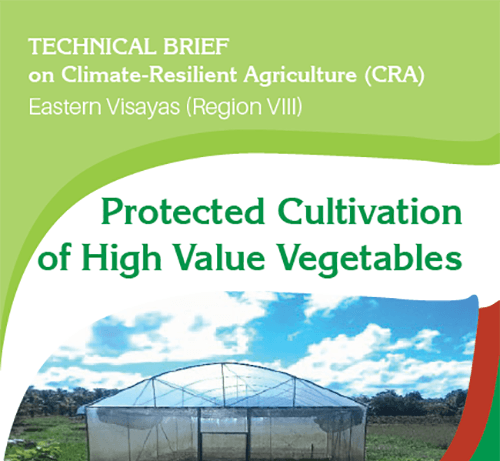 TECHNICAL BRIEF
on Climate-Resilient Agriculture (CRA)
Eastern Visayas (Region VIII)
Protected Cultivation
of High Value Vegetables